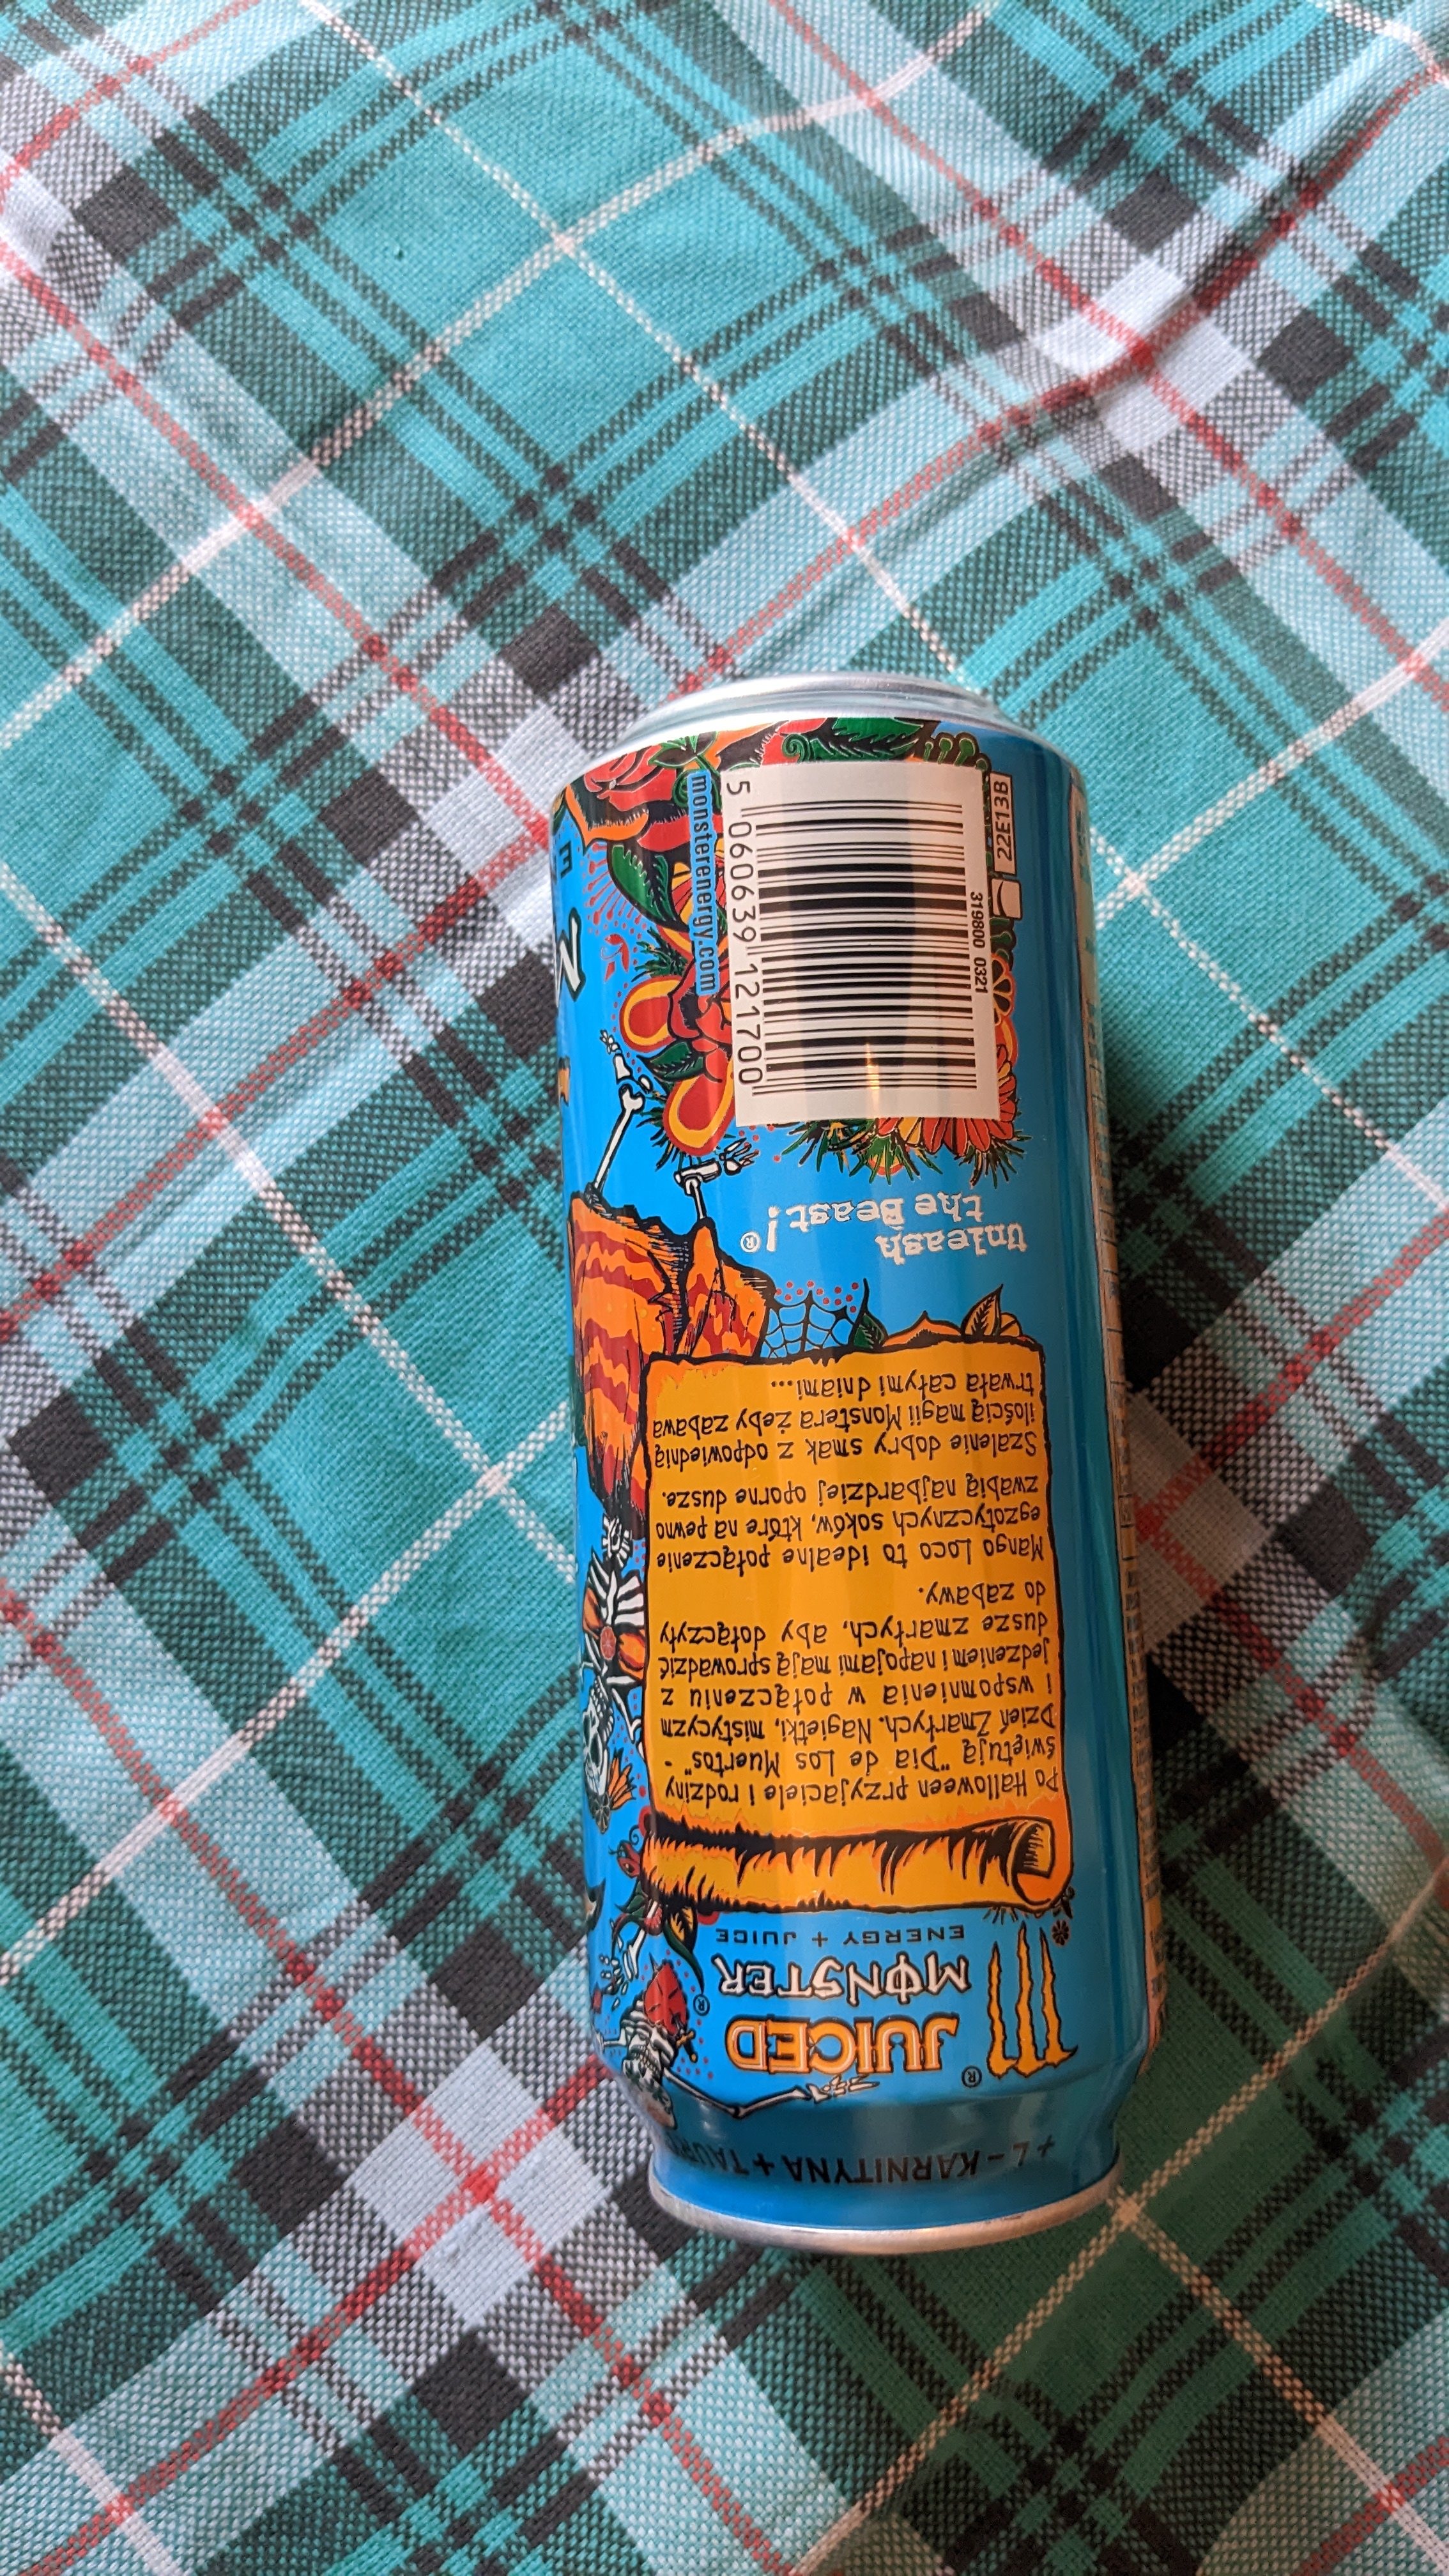 + L-KARNITYNA + TAU
JUICED®
MONSTER®
ENERGY + JUICE
Po Halloween przyjaciele i rodziny
świętują "Dia de Los Muertos" -
Dzień Zmarłych. Nagietki, mistycyzm
i wspomnienia w połączeniu z
jedzeniem i napojami mają sprowadzić
dusze zmarłych, aby dołączyły
do zabawy.
Mango Loco to idealne połączenie
egzotycznych soków, które na pewno
zwabią najbardziej oporne dusze.
Szalenie dobry smak z odpowiednią
ilością magii Monstera żeby zabawa
trwała całymi dniami...
Unleash
the Beast!®
monsterenergy.com
5 060639 121700
319800 0321
22E13B